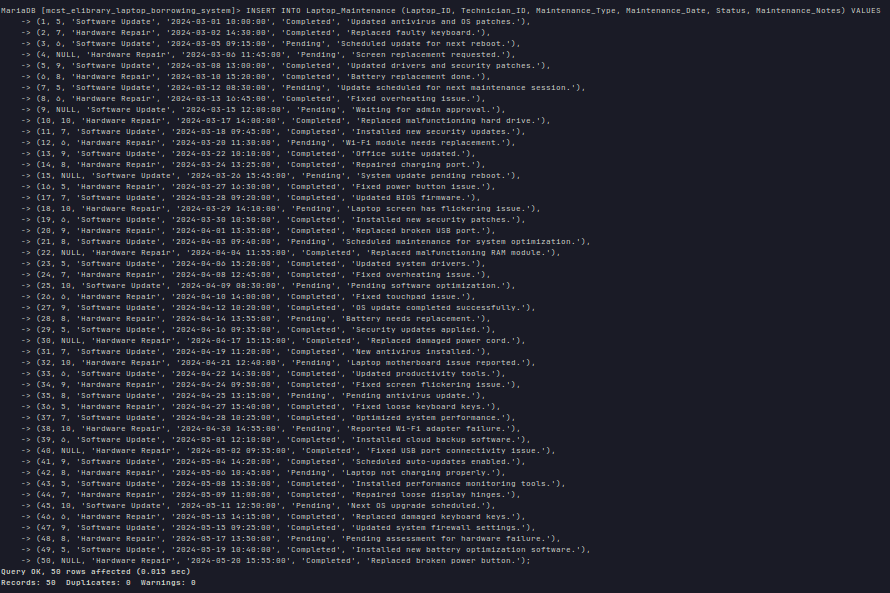 MariaDB [mcst_elibrary_laptop_borrowing_system]> INSERT INTO Laptop_Maintenance (Laptop_ID, Technician_ID, Maintenance_Type, Maintenance_Date, Status, Maintenance_Notes) VALUES
-> (1, 5, 'Software Update', '2024-03-01 10:00:00', 'Completed', 'Updated antivirus and OS patches.'),
-> (2, 7, 'Hardware Repair', '2024-03-02 14:30:00', 'Completed', 'Replaced faulty keyboard.'),
-> (3, 6, 'Software Update', '2024-03-05 09:15:00', 'Pending', 'Scheduled update for next reboot.'),
-> (4, NULL, 'Hardware Repair', '2024-03-06 11:45:00', 'Pending', 'Screen replacement requested.'),
-> (5, 9, 'Software Update', '2024-03-08 13:00:00', 'Completed', 'Updated drivers and security patches.'),
-> (6, 8, 'Hardware Repair', '2024-03-10 15:20:00', 'Completed', 'Battery replacement done.'),
-> (7, 5, 'Software Update', '2024-03-12 08:30:00', 'Pending', 'Update scheduled for next maintenance session.'),
-> (8, 6, 'Hardware Repair', '2024-03-13 16:45:00', 'Completed', 'Fixed overheating issue.'),
-> (9, NULL, 'Software Update', '2024-03-15 12:00:00', 'Pending', 'Waiting for admin approval.'),
-> (10, 10, 'Hardware Repair', '2024-03-17 14:00:00', 'Completed', 'Replaced malfunctioning hard drive.'),
-> (11, 7, 'Software Update', '2024-03-18 09:45:00', 'Completed', 'Installed new security updates.'),
-> (12, 6, 'Hardware Repair', '2024-03-20 11:30:00', 'Pending', 'Wi-Fi module needs replacement.'),
-> (13, 9, 'Software Update', '2024-03-22 10:10:00', 'Completed', 'Office suite updated.'),
-> (14, 8, 'Hardware Repair', '2024-03-24 13:25:00', 'Completed', 'Repaired charging port.'),
-> (15, NULL, 'Software Update', '2024-03-26 15:45:00', 'Pending', 'System update pending reboot.'),
-> (16, 5, 'Hardware Repair', '2024-03-27 16:30:00', 'Completed', 'Fixed power button issue.'),
-> (17, 7, 'Software Update', '2024-03-28 09:20:00', 'Completed', 'Updated BIOS firmware.'),
-> (18, 10, 'Hardware Repair', '2024-03-29 14:10:00', 'Pending', 'Laptop screen has flickering issue.'),
-> (19, 6, 'Software Update', '2024-03-30 10:50:00', 'Completed', 'Installed new security patches.'),
-> (20, 9, 'Hardware Repair', '2024-04-01 13:35:00', 'Completed', 'Replaced broken USB port.'),
-> (21, 8, 'Software Update', '2024-04-03 09:40:00', 'Pending', 'Scheduled maintenance for system optimization.'),
-> (22, NULL, 'Hardware Repair', '2024-04-04 11:55:00', 'Completed', 'Replaced malfunctioning RAM module.'),
-> (23, 5, 'Software Update', '2024-04-06 15:20:00', 'Completed', 'Updated system drivers.'),
-> (24, 7, 'Hardware Repair', '2024-04-08 12:45:00', 'Completed', 'Fixed overheating issue.'),
-> (25, 10, 'Software Update', '2024-04-09 08:30:00', 'Pending', 'Pending software optimization.'),
-> (26, 6, 'Hardware Repair', '2024-04-10 14:00:00', 'Completed', 'Fixed touchpad issue.'),
-> (27, 9, 'Software Update', '2024-04-12 10:20:00', 'Completed', 'OS update completed successfully.'),
-> (28, 8, 'Hardware Repair', '2024-04-14 13:55:00', 'Pending', 'Battery needs replacement.'),
-> (29, 5, 'Software Update', '2024-04-16 09:35:00', 'Completed', 'Security updates applied.'),
-> (30, NULL, 'Hardware Repair', '2024-04-17 15:15:00', 'Completed', 'Replaced damaged power cord.'),
-> (31, 7, 'Software Update', '2024-04-19 11:20:00', 'Completed', 'New antivirus installed.'),
-> (32, 10, 'Hardware Repair', '2024-04-21 12:40:00', 'Pending', 'Laptop motherboard issue reported.'),
-> (33, 6, 'Software Update', '2024-04-22 14:30:00', 'Completed', 'Updated productivity tools.'),
-> (34, 9, 'Hardware Repair', '2024-04-24 09:50:00', 'Completed', 'Fixed screen flickering issue.'),
-> (35, 8, 'Software Update', '2024-04-25 13:15:00', 'Pending', 'Pending antivirus update.'),
-> (36, 5, 'Hardware Repair', '2024-04-27 15:40:00', 'Completed', 'Fixed loose keyboard keys.'),
-> (37, 7, 'Software Update', '2024-04-28 10:25:00', 'Completed', 'Optimized system performance.'),
-> (38, 10, 'Hardware Repair', '2024-04-30 14:55:00', 'Pending', 'Reported Wi-Fi adapter failure.'),
-> (39, 6, 'Software Update', '2024-05-01 12:10:00', 'Completed', 'Installed cloud backup software.'),
-> (40, NULL, 'Hardware Repair', '2024-05-02 09:35:00', 'Completed', 'Fixed USB port connectivity issue.'),
-> (41, 9, 'Software Update', '2024-05-04 14:20:00', 'Completed', 'Scheduled auto-updates enabled.'),
-> (42, 8, 'Hardware Repair', '2024-05-06 10:45:00', 'Pending', 'Laptop not charging properly.'),
-> (43, 5, 'Software Update', '2024-05-08 15:30:00', 'Completed', 'Installed performance monitoring tools.'),
-> (44, 7, 'Hardware Repair', '2024-05-09 11:00:00', 'Completed', 'Repaired loose display hinges.'),
-> (45, 10, 'Software Update', '2024-05-11 12:50:00', 'Pending', 'Next OS upgrade scheduled.'),
-> (46, 6, 'Hardware Repair', '2024-05-13 14:15:00', 'Completed', 'Replaced damaged keyboard keys.'),
-> (47, 9, 'Software Update', '2024-05-15 09:25:00', 'Completed', 'Updated system firewall settings.'),
-> (48, 8, 'Hardware Repair', '2024-05-17 13:50:00', 'Pending', 'Pending assessment for hardware failure.'),
-> (49, 5, 'Software Update', '2024-05-19 10:40:00', 'Completed', 'Installed new battery optimization software.'),
-> (50, NULL, 'Hardware Repair', '2024-05-20 15:55:00', 'Completed', 'Replaced broken power button.');
Query OK, 50 rows affected (0.015 sec)
Records: 50  Duplicates: 0  Warnings: 0